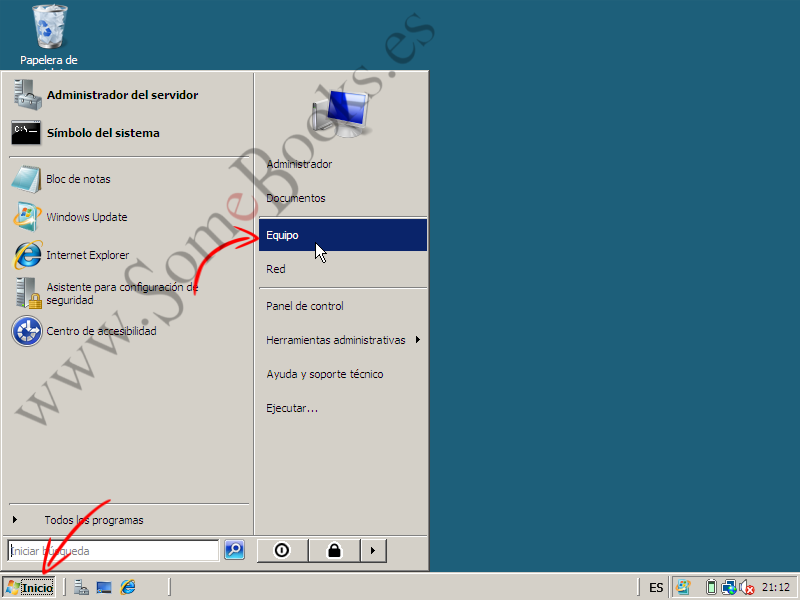 Papelera de
Administrador del servidor
Símbolo del sistema
C:\
Bloc de notas
Windows Update
Internet Explorer
Asistente para configuración de
seguridad
Centro de accesibilidad
Todos los programas
Iniciar búsqueda
Administrador
Documentos
Equipo
Red
Panel de control
Herramientas administrativas
Ayuda y soporte técnico
Ejecutar...
www.SomeBooks.es
Inicio
ES
21:12